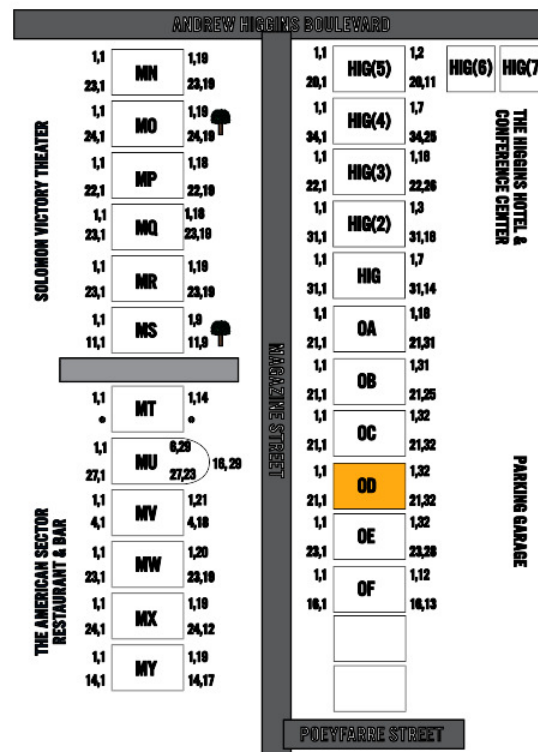 ANDREW HIGGINS BOULEVARD
SOLOMON VICTORY THEATER
1,1 MN 1,19
23,1 23,19
1,1 MO 1,19
24,1 24,19
1,1 MP 1,18
22,1 22,19
1,1 MQ 1,18
23,1 23,19
1,1 MR 1,19
23,1 23,19
1,1 MS 1,9
11,1 11,9
THE AMERICAN SECTOR
RESTAURANT & BAR
1,1 MT 1,14
* *
1,1 MU 6,29
16, 29
27,1 27,23
1,1 MV 1,21
4,1 4,18
1,1 MW 1,20
23,1 23,19
1,1 MX 1,19
24,1 24,12
1,1 MY 1,19
14,1 14,17
MAGAZINE STREET
1,1 HIG(5) 1,2
20,1 20,11
HIG(6) HIG(7
1,1 HIG(4) 1,7
34,1 34,25
1,1 HIG(3) 1,18
22,1 22,26
1,1 HIG(2) 1,3
31,1 31,16
1,1 HIG 1,7
31,1 31,14
THE HIGGINS HOTEL &
CONFERENCE CENTER
1,1 OA 1,18
21,1 21,31
1,1 OB 1,31
21,1 21,25
1,1 OC 1,32
21,1 21,32
1,1 OD 1,32
21,1 21,32
1,1 OE 1,32
23,1 23,28
1,1 OF 1,12
16,1 16,13
PARKING GARAGE
POEYFARRE STREET